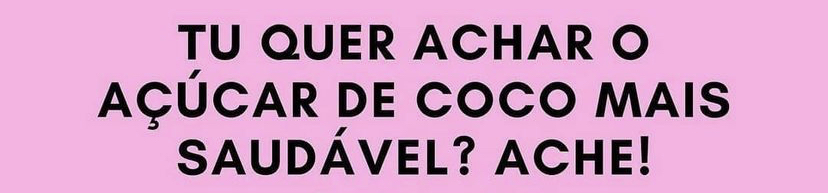 TU QUER ACHAR O
AÇÚCAR DE COCO MAIS
SAUDÁVEL? ACHE!